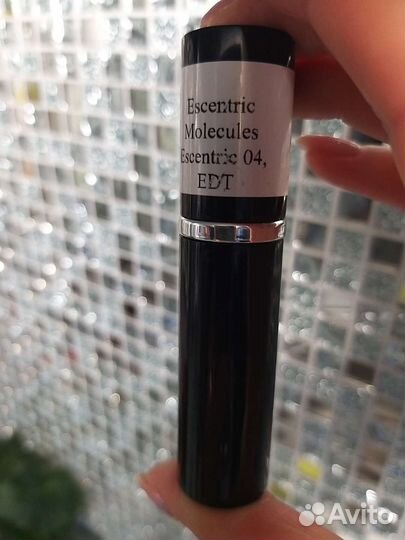 Escentric
Molecules
Escentric 04,
EDT
Avito